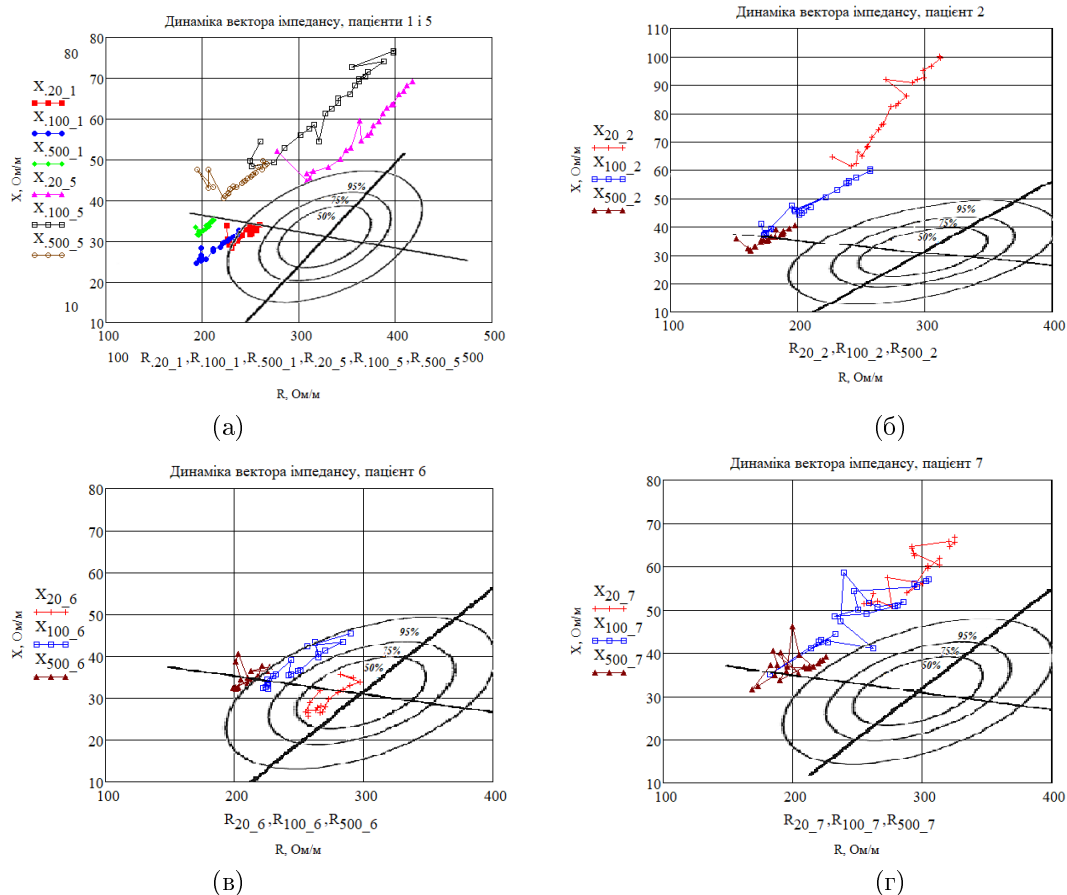 Динаміка вектора імпедансу, пацієнти 1 і 5
80
80
70
60
50
40
30
20
10
10
X, Ом/м
X.20_1
X.100_1
X.500_1
X.20_5
X.100_5
X.500_5
95%
75%
50%
100 200 300 400 500
100 R.20_1,R.100_1,R.500_1,R.20_5,R.100_5,R.500_5 500
R, Ом/м
(а)
Динаміка вектора імпедансу, пацієнт 2
110
100
90
80
70
60
50
40
30
20
10
X, Ом/м
X20_2
X100_2
X500_2
95%
75%
50%
100 200 300 400
R20_2,R100_2,R500_2
R, Ом/м
(б)
Динаміка вектора імпедансу, пацієнт 6
80
70
60
50
40
30
20
10
X, Ом/м
X20_6
X100_6
X500_6
95%
75%
50%
100 200 300 400
R20_6,R100_6,R500_6
R, Ом/м
(в)
Динаміка вектора імпедансу, пацієнт 7
80
70
60
50
40
30
20
10
X, Ом/м
X20_7
X100_7
X500_7
95%
75%
50%
100 200 300 400
R20_7,R100_7,R500_7
R, Ом/м
(г)